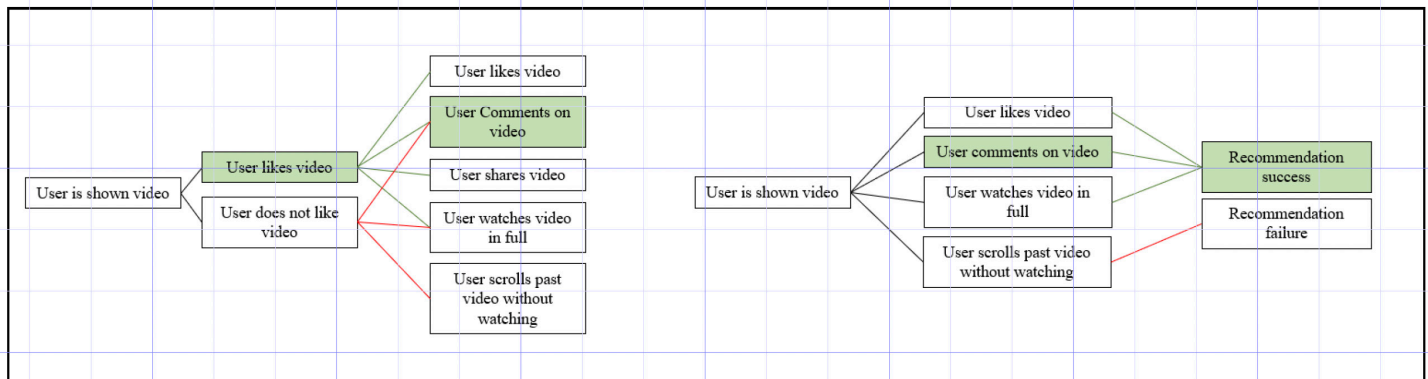 User is shown video
User likes video
User does not like
video
User likes video
User Comments on
video
User shares video
User watches video
in full
User scrolls past
video without
watching
User is shown video
User likes video
User comments on video
User watches video in
full
User scrolls past video
without watching
Recommendation
success
Recommendation
failure